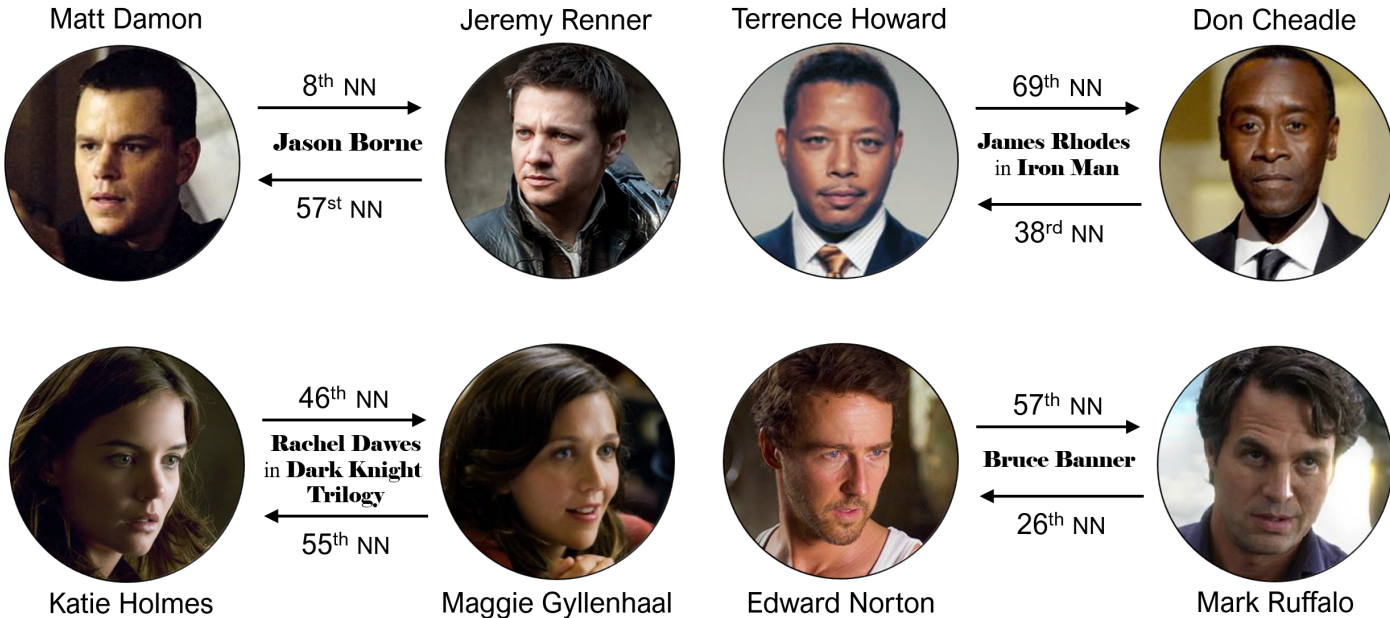 Matt Damon
Jeremy Renner
Terrence Howard
Don Cheadle
8th NN
Jason Borne
57st NN
69th NN
James Rhodes
in Iron Man
38rd NN
46th NN
Rachel Dawes
in Dark Knight
Trilogy
55th NN
57th NN
Bruce Banner
26th NN
Katie Holmes
Maggie Gyllenhaal
Edward Norton
Mark Ruffalo